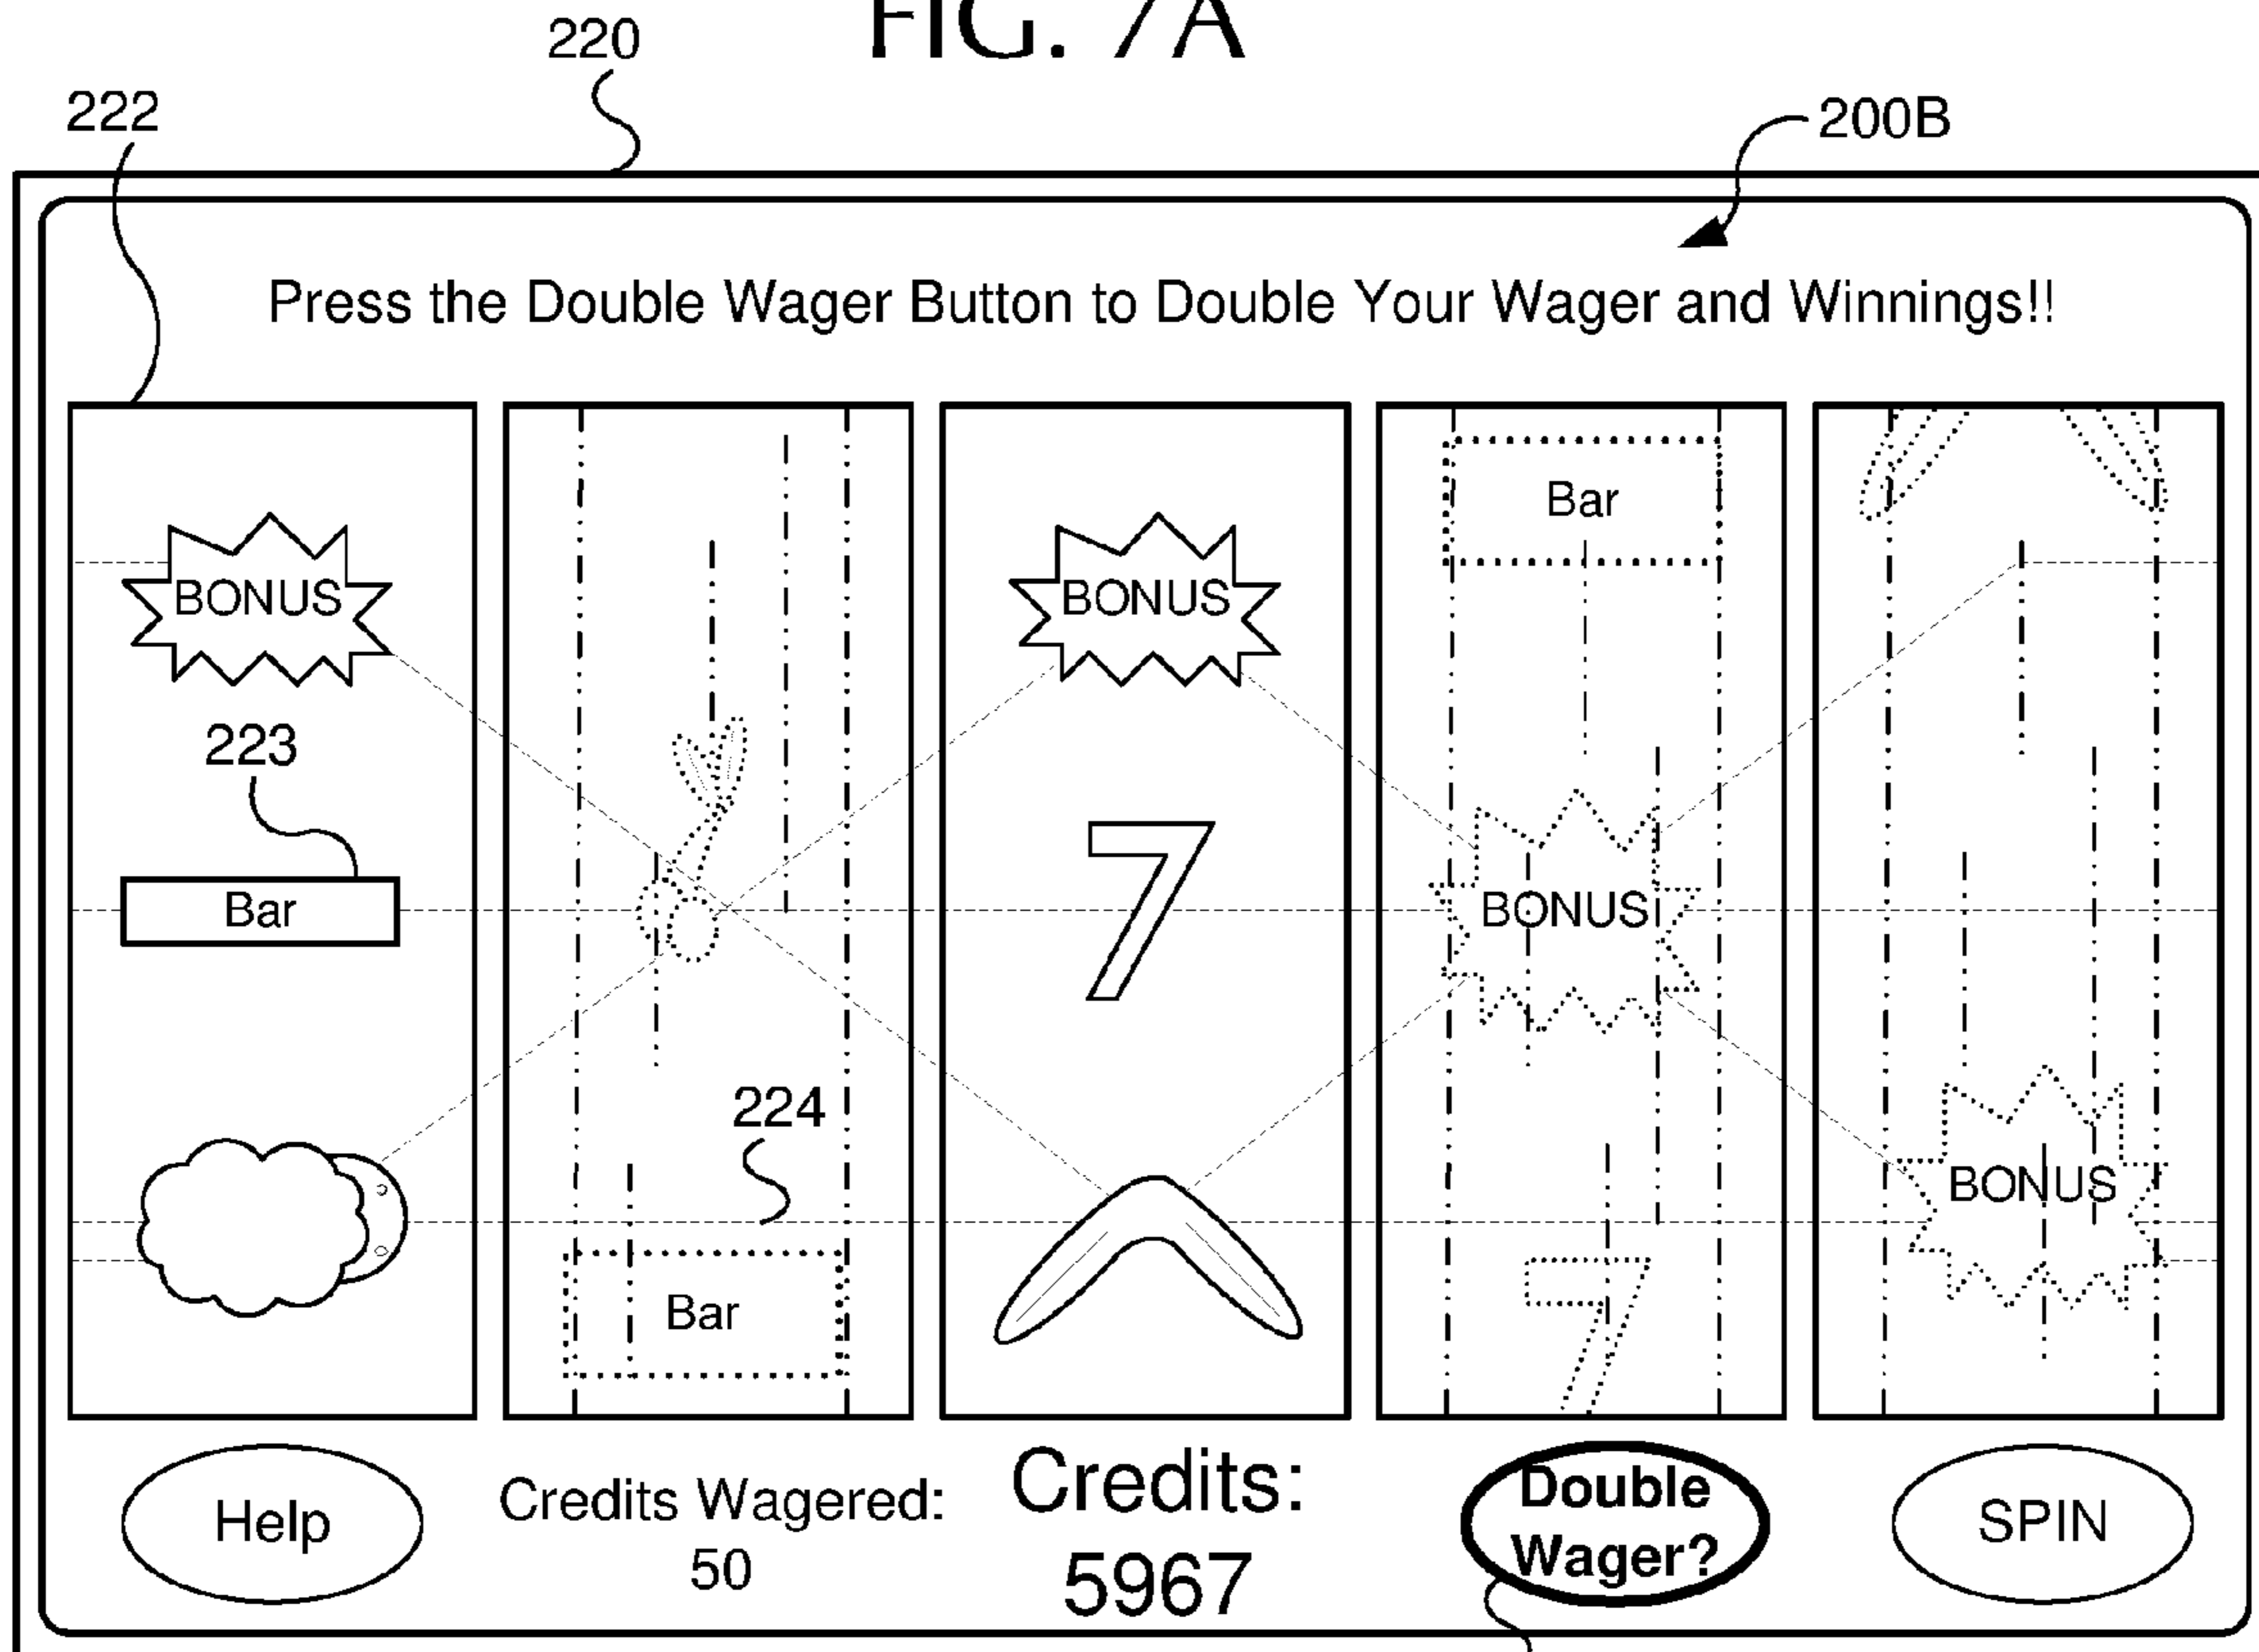 FIG. 7A
220
222
200B
Press the Double Wager Button to Double Your Wager and Winnings!!
Bar
BONUS
BONUS
223
7
Bar
BONUS
224
BONUS
Bar
7
Help
Credits Wagered:
50
Credits:
5967
Double
Wager?
SPIN